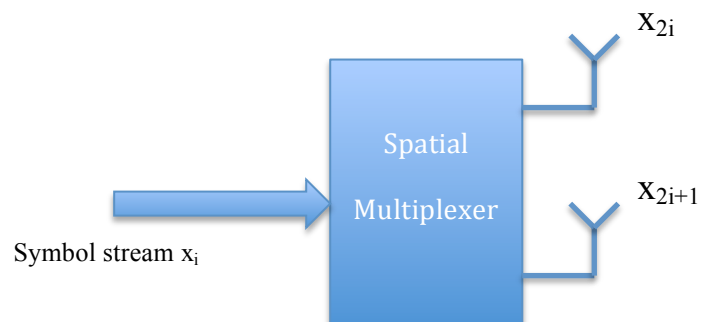 x₂ᵢ
Spatial
Multiplexer
x₂ᵢ₊₁
Symbol stream xᵢ